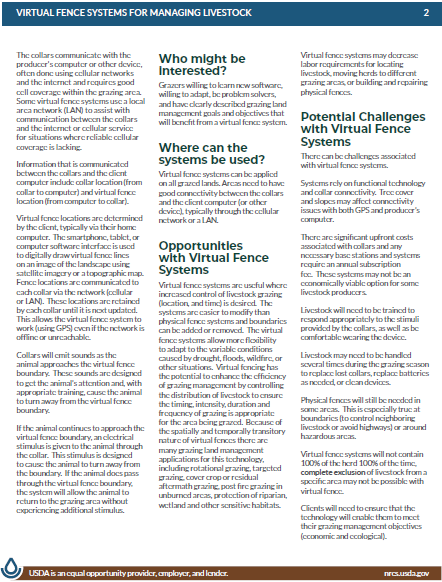 VIRTUAL FENCE SYSTEMS FOR MANAGING LIVESTOCK 2
The collars communicate with the
producer's computer or other device,
often done using cellular networks
and the internet and requires good
cell coverage within the grazing area.
Some virtual fence systems use a local
area network (LAN) to assist with
communication between the collars
and the internet or cellular service
for situations where reliable cellular
coverage is lacking.
Information that is communicated
between the collars and the client
computer include collar location (from
collar to computer) and virtual fence
location (from computer to collar).
Virtual fence locations are determined
by the client, typically via their home
computer. The smartphone, tablet, or
computer software interface is used
to digitally draw virtual fence lines
on an image of the landscape using
satellite imagery or a topographic map.
Fence locations are communicated to
each collar via the network (cellular
or LAN). These locations are retained
by each collar until it is next updated.
This allows the virtual fence system to
work (using GPS) even if the network is
offline or unreachable.
Collars will emit sounds as the
animal approaches the virtual fence
boundary. These sounds are designed
to get the animal's attention and, with
appropriate training, cause the animal
to turn away from the virtual fence
boundary.
If the animal continues to approach the
virtual fence boundary, an electrical
stimulus is given to the animal through
the collar. This stimulus is designed
to cause the animal to turn away from
the boundary. If the animal does pass
through the virtual fence boundary,
the system will allow the animal to
return to the grazing area without
experiencing additional stimulus.
Who might be
interested?
Grazers willing to learn new software,
willing to adapt, be problem solvers,
and have clearly described grazing land
management goals and objectives that
will benefit from a virtual fence system.
Where can the
systems be used?
Virtual fence systems can be applied
on all grazed lands. Areas need to have
good connectivity between the collars
and the client computer (or other
device), typically through the cellular
network or a LAN.
Opportunities
with Virtual Fence
Systems
Virtual fence systems are useful where
increased control of livestock grazing
(location, and time) is desired. The
systems are easier to modify than
physical fence systems and boundaries
can be added or removed. The virtual
fence systems allow more flexibility
to adapt to the variable conditions
caused by drought, floods, wildfire, or
other situations. Virtual fencing has
the potential to enhance the efficiency
of grazing management by controlling
the distribution of livestock to ensure
the timing, intensity, duration and
frequency of grazing is appropriate
for the area being grazed. Because of
the spatially and temporally transitory
nature of virtual fences there are
many grazing land management
applications for this technology,
including rotational grazing, targeted
grazing, cover crop or residual
aftermath grazing, post fire grazing in
unburned areas, protection of riparian,
wetland and other sensitive habitats.
Virtual fence systems may decrease
labor requirements for locating
livestock, moving herds to different
grazing areas, or building and repairing
physical fences.
Potential Challenges
with Virtual Fence
Systems
There can be challenges associated
with virtual fence systems.
Systems rely on functional technology
and collar connectivity. Tree cover
and slopes may affect connectivity
issues with both GPS and producer's
computer.
There are significant upfront costs
associated with collars and any
necessary base stations and systems
require an annual subscription
fee. These systems may not be an
economically viable option for some
livestock producers.
Livestock will need to be trained to
respond appropriately to the stimuli
provided by the collars, as well as be
comfortable wearing the device.
Livestock may need to be handled
several times during the grazing season
to replace lost collars, replace batteries
as needed, or clean devices.
Physical fences will still be needed in
some areas. This is especially true at
boundaries (to control neighboring
livestock or avoid highways) or around
hazardous areas.
Virtual fence systems will not contain
100% of the herd 100% of the time,
complete exclusion of livestock from a
specific area may not be possible with
virtual fence.
Clients will need to ensure that the
technology will enable them to meet
their grazing management objectives
(economic and ecological).
USDA is an equal opportunity provider, employer, and lender. nrcs.usda.gov